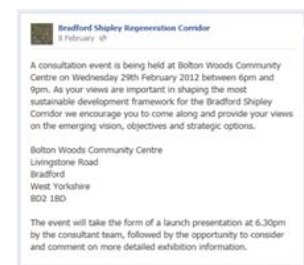 Bradford Shipley Regeneration Corridor
8 February
A consultation event is being held at Bolton Woods Community
Centre on Wednesday 29th February 2012 between 6pm and
9pm. As your views are important in shaping the most
sustainable development framework for the Bradford Shipley
Corridor we encourage you to come along and provide your views
on the emerging vision, objectives and strategic options.
Bolton Woods Community Centre
Livingstone Road
Bradford
West Yorkshire
BD2 1BD
The event will take the form of a launch presentation at 6.30pm
by the consultant team, followed by the opportunity to consider
and comment on more detailed exhibition information.